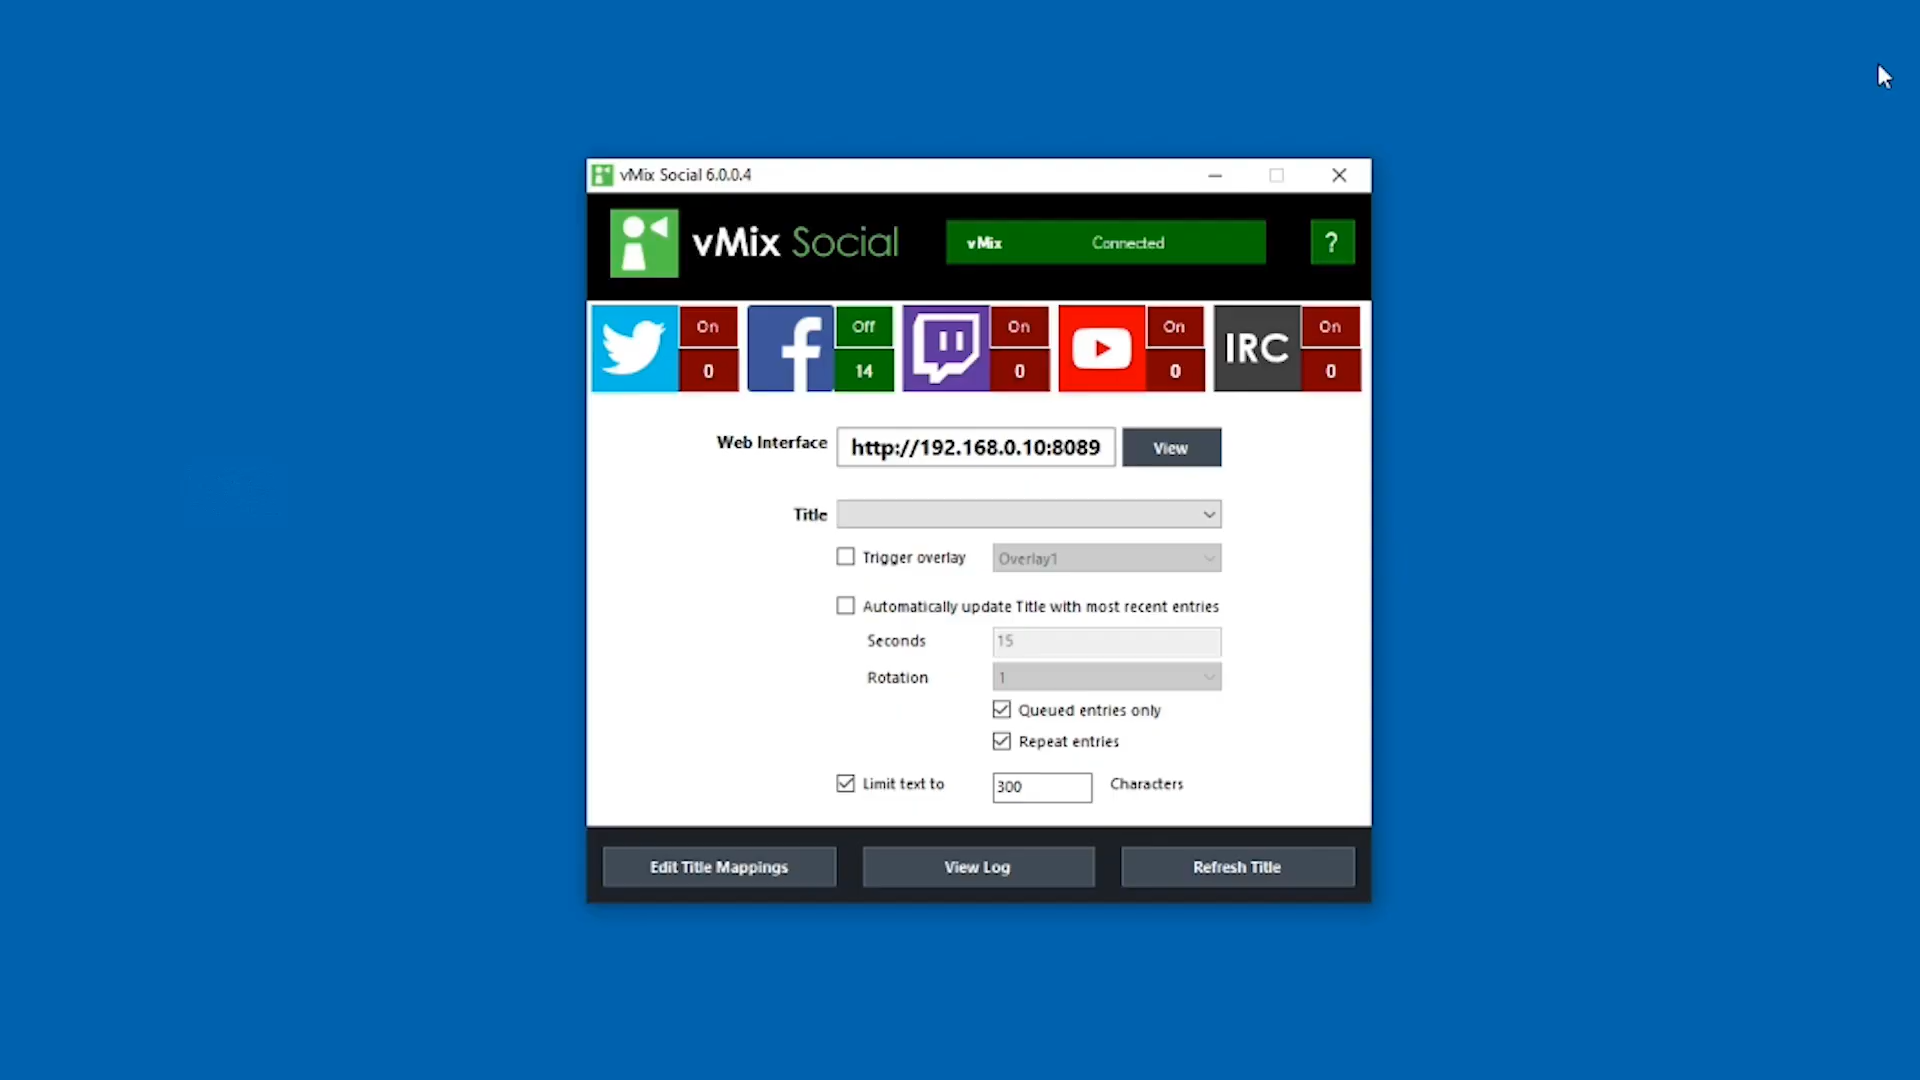 vMix Social 6.0.0.4
vMix Social
vMix Connected
?
On Off On On On
0 14 0 0 0
IRC
Web Interface http://192.168.0.10:8089 View
Title
Trigger overlay Overlay1
Automatically update Title with most recent entries
Seconds 15
Rotation 1
Queued entries only
Repeat entries
Limit text to 300 Characters
Edit Title Mappings View Log Refresh Title